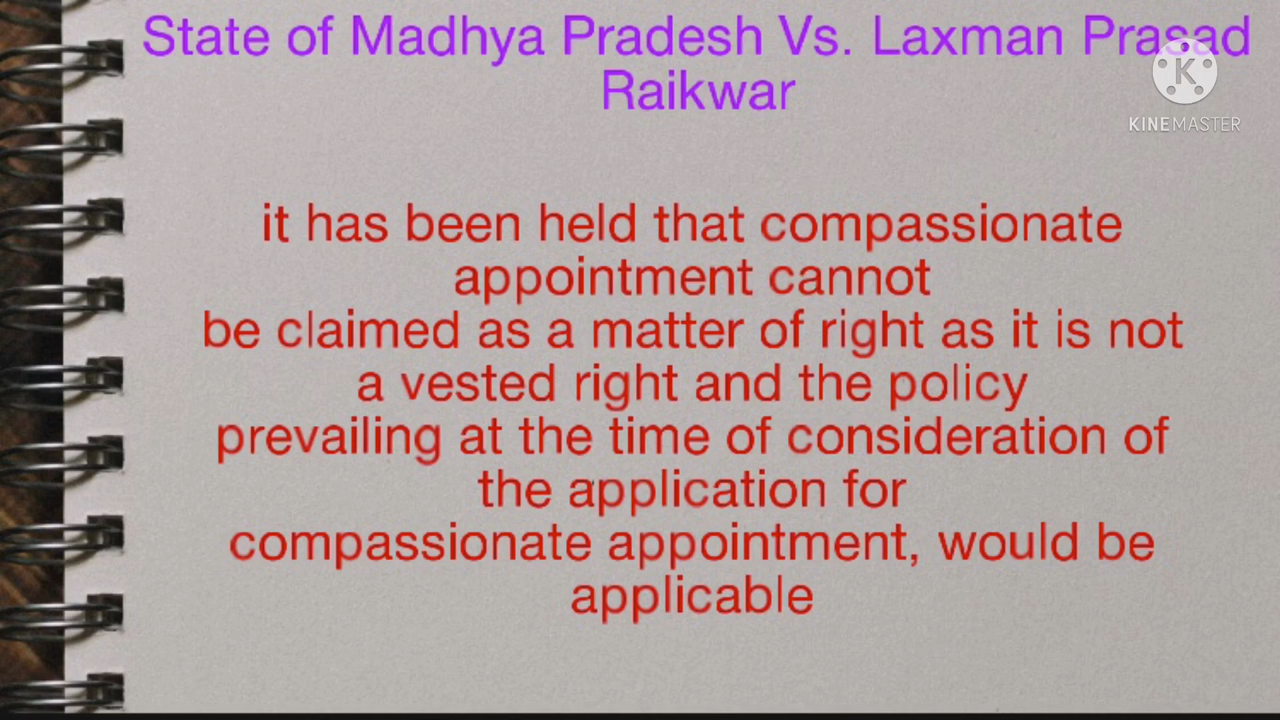 State of Madhya Pradesh Vs. Laxman Prasad
Raikwar
K
KINEMASTER
it has been held that compassionate
appointment cannot
be claimed as a matter of right as it is not
a vested right and the policy
prevailing at the time of consideration of
the application for
compassionate appointment, would be
applicable